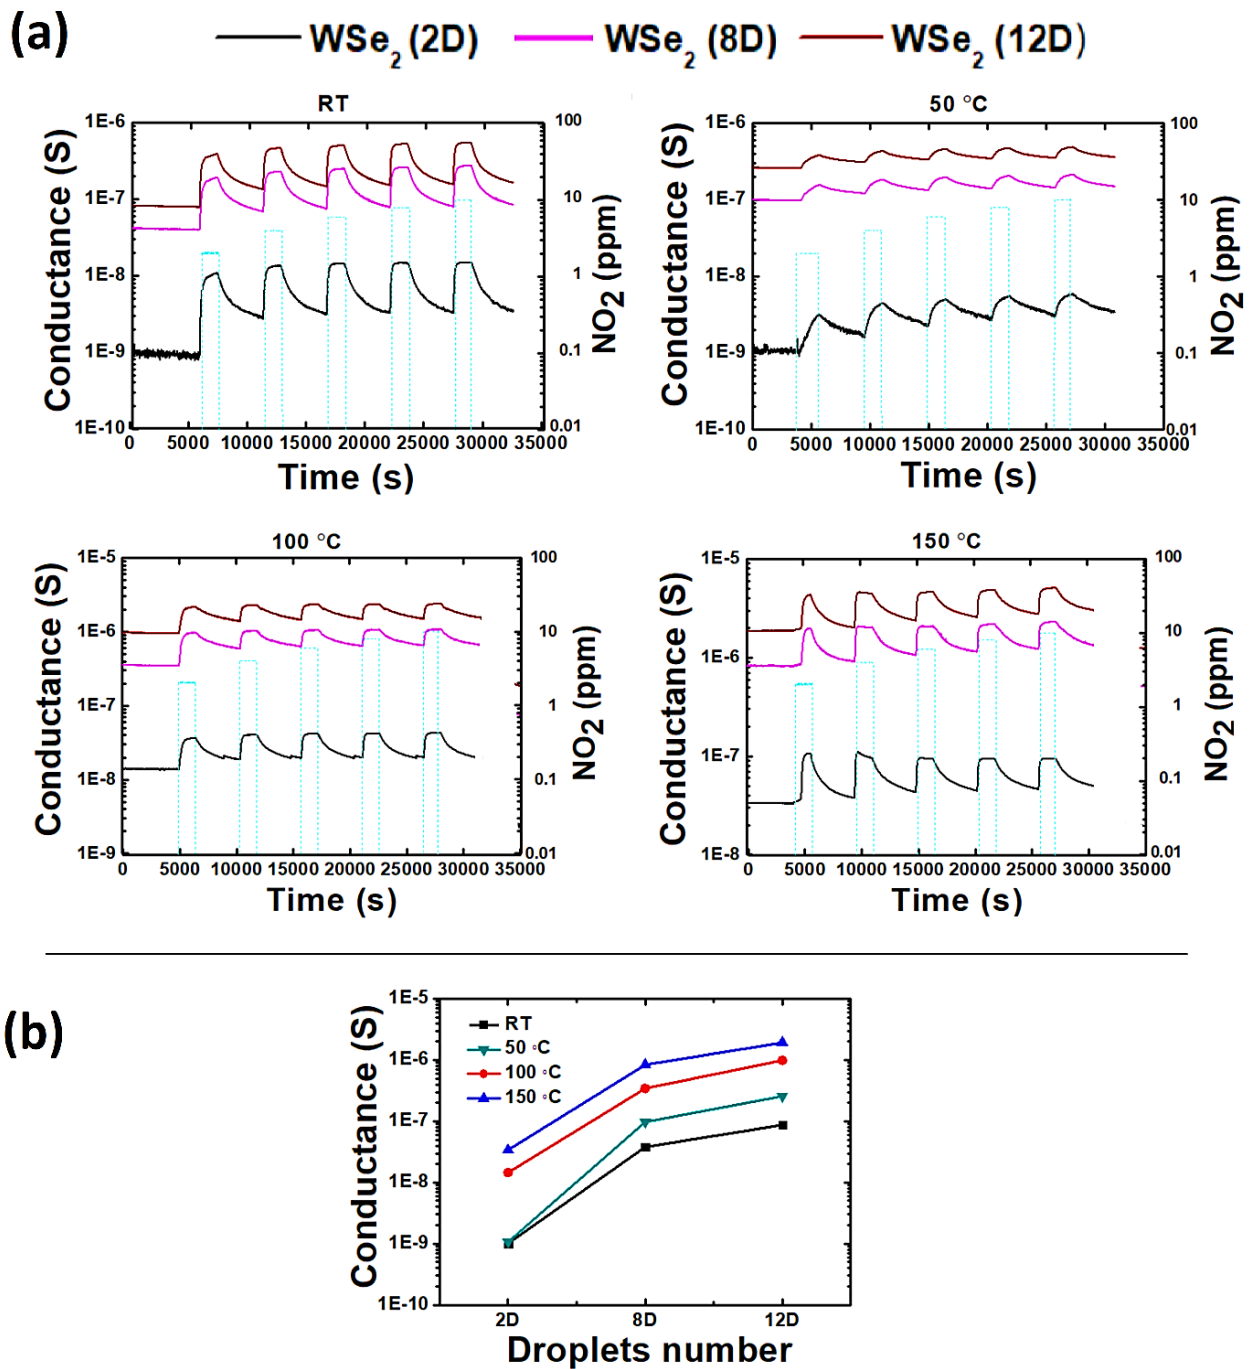 (a)
WSe2 (2D) WSe2 (8D) WSe2 (12D)
RT
Conductance (S)
1E-6
1E-7
1E-8
1E-9
1E-10
100
10
1
0.1
0.01
NO2 (ppm)
0 5000 10000 15000 20000 25000 30000 35000
Time (s)
50 °C
Conductance (S)
1E-6
1E-7
1E-8
1E-9
1E-10
100
10
1
0.1
0.01
NO2 (ppm)
0 5000 10000 15000 20000 25000 30000 35000
Time (s)
100 °C
Conductance (S)
1E-5
1E-6
1E-7
1E-8
1E-9
100
10
1
0.1
0.01
NO2 (ppm)
0 5000 10000 15000 20000 25000 30000 35000
Time (s)
150 °C
Conductance (S)
1E-5
1E-6
1E-7
1E-8
100
10
1
0.1
0.01
NO2 (ppm)
0 5000 10000 15000 20000 25000 30000 35000
Time (s)
(b)
Conductance (S)
1E-5
1E-6
1E-7
1E-8
1E-9
1E-10
RT
50 °C
100 °C
150 °C
2D 8D 12D
Droplets number